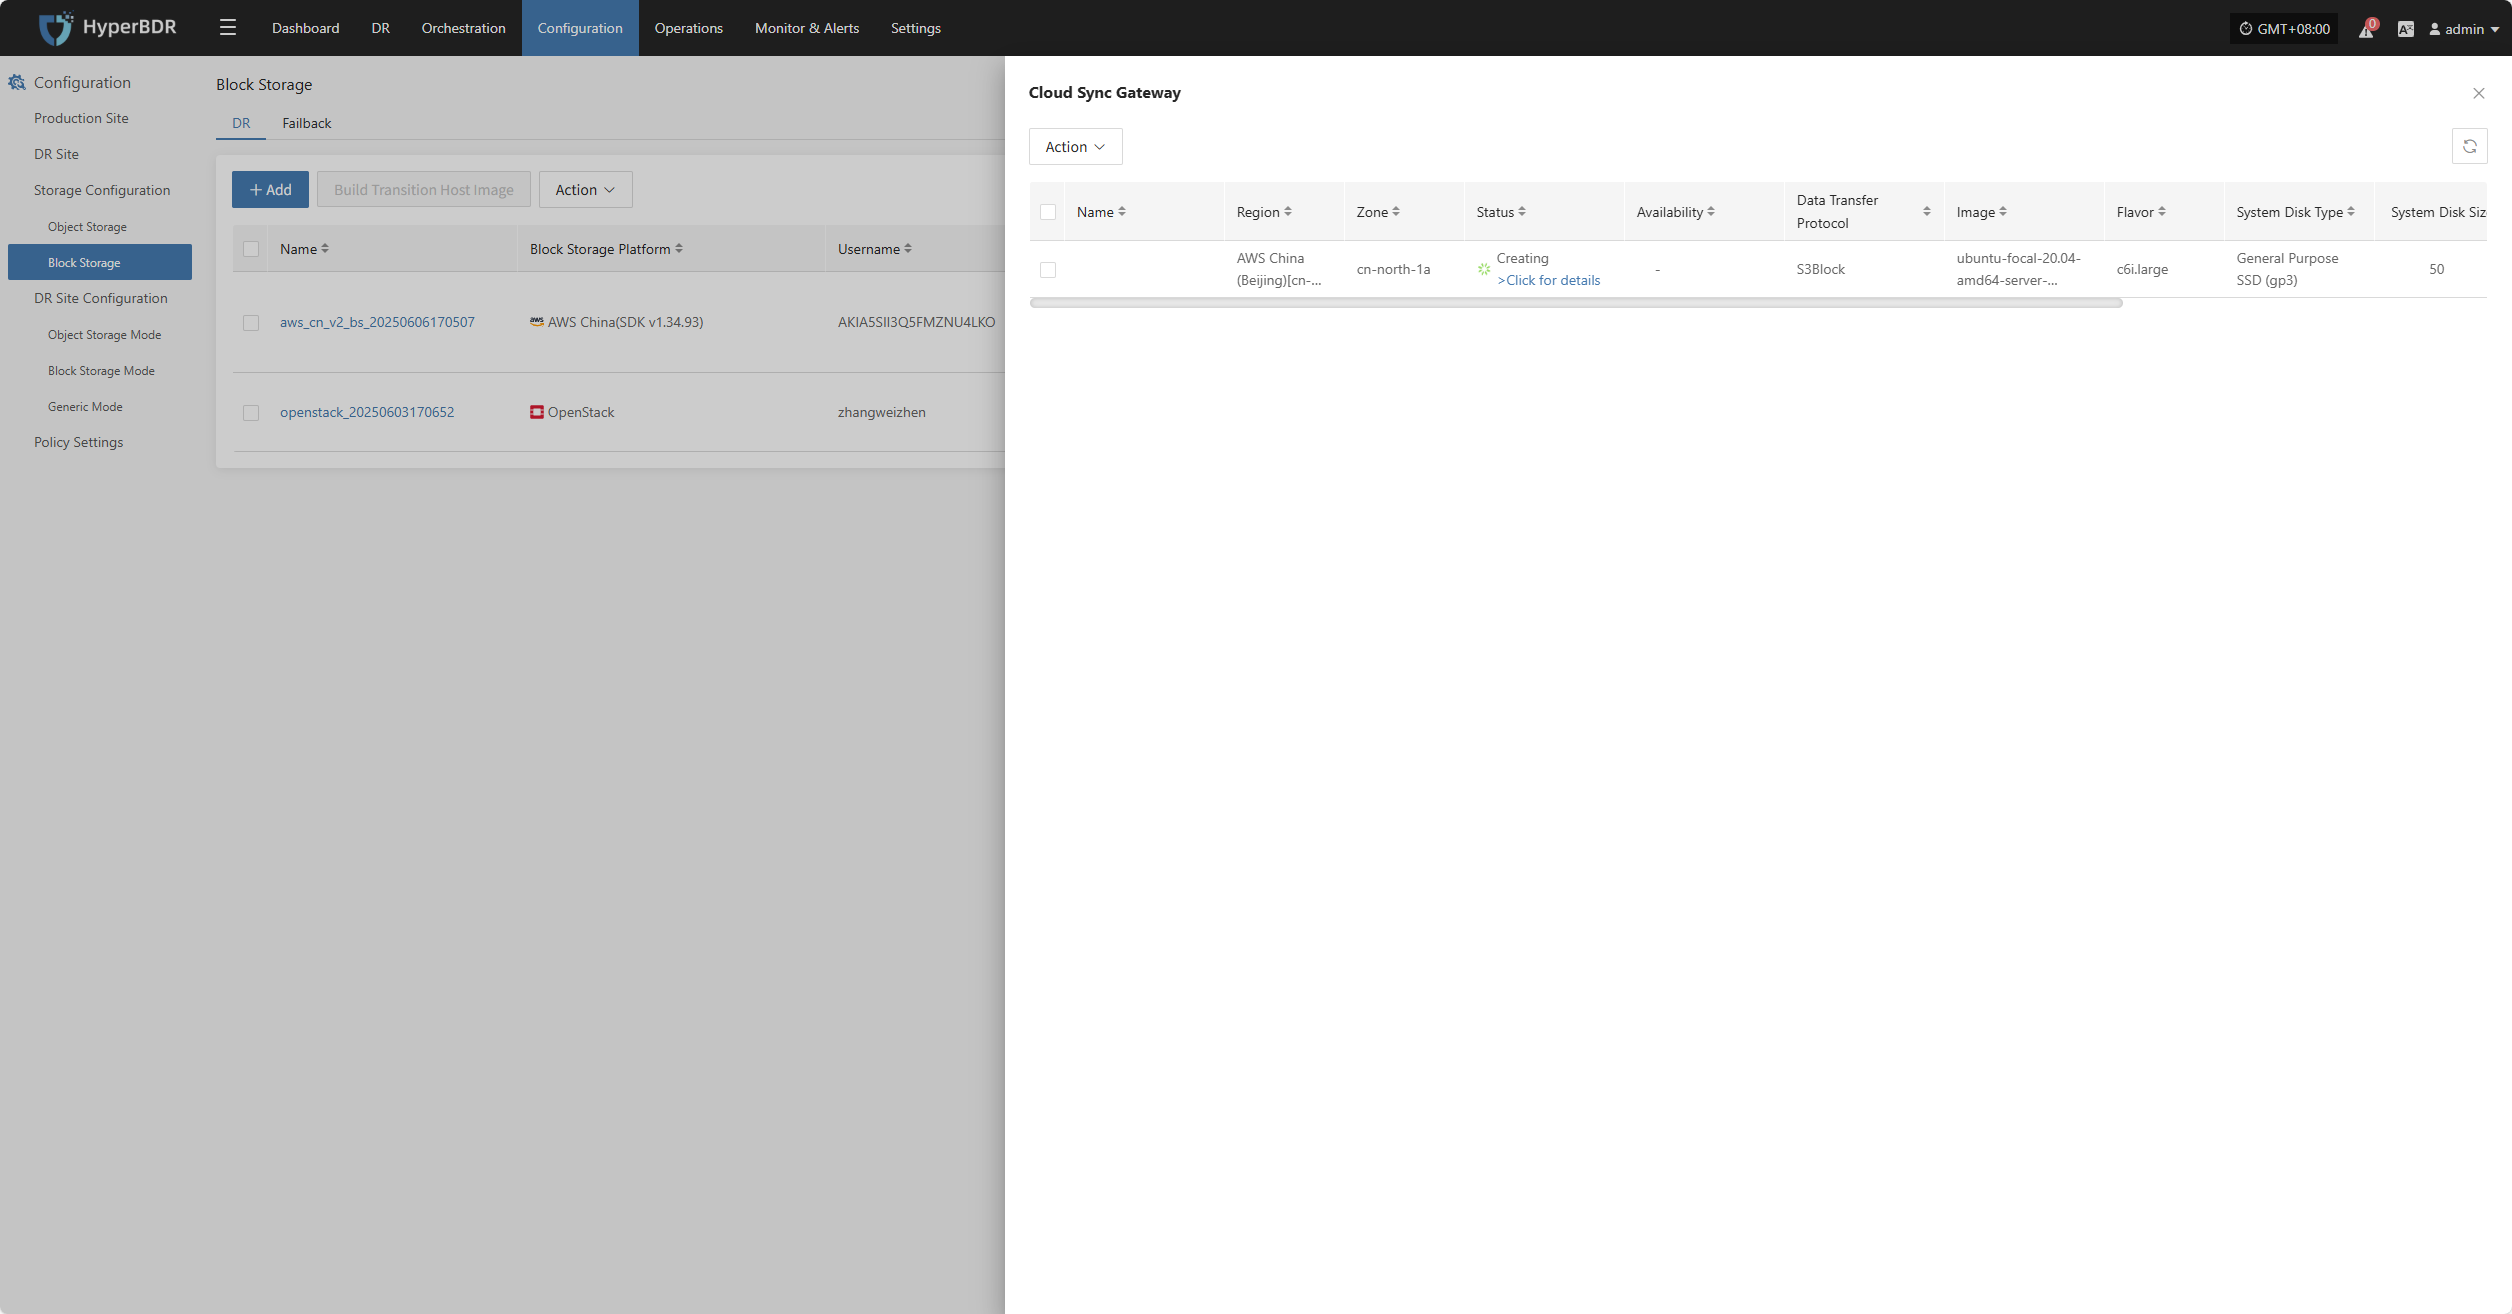 HyperBDR
Dashboard
DR
Orchestration
Configuration
Operations
Monitor & Alerts
Settings
GMT+08:00
0
admin
Configuration
Production Site
DR Site
Storage Configuration
Object Storage
Block Storage
DR Site Configuration
Object Storage Mode
Block Storage Mode
Generic Mode
Policy Settings
Block Storage
DR
Failback
+ Add
Build Transition Host Image
Action
Name
Block Storage Platform
Username
aws_cn_v2_bs_20250606170507
aws AWS China(SDK v1.34.93)
AKIA5SII3Q5FMZNU4LKO
openstack_20250603170652
OpenStack
zhangweizhen
Cloud Sync Gateway
Action
Name
Region
Zone
Status
Availability
Data Transfer
Protocol
Image
Flavor
System Disk Type
System Disk Siz
AWS China
(Beijing)[cn-...
cn-north-1a
Creating
>Click for details
-
S3Block
ubuntu-focal-20.04-
amd64-server-...
c6i.large
General Purpose
SSD (gp3)
50